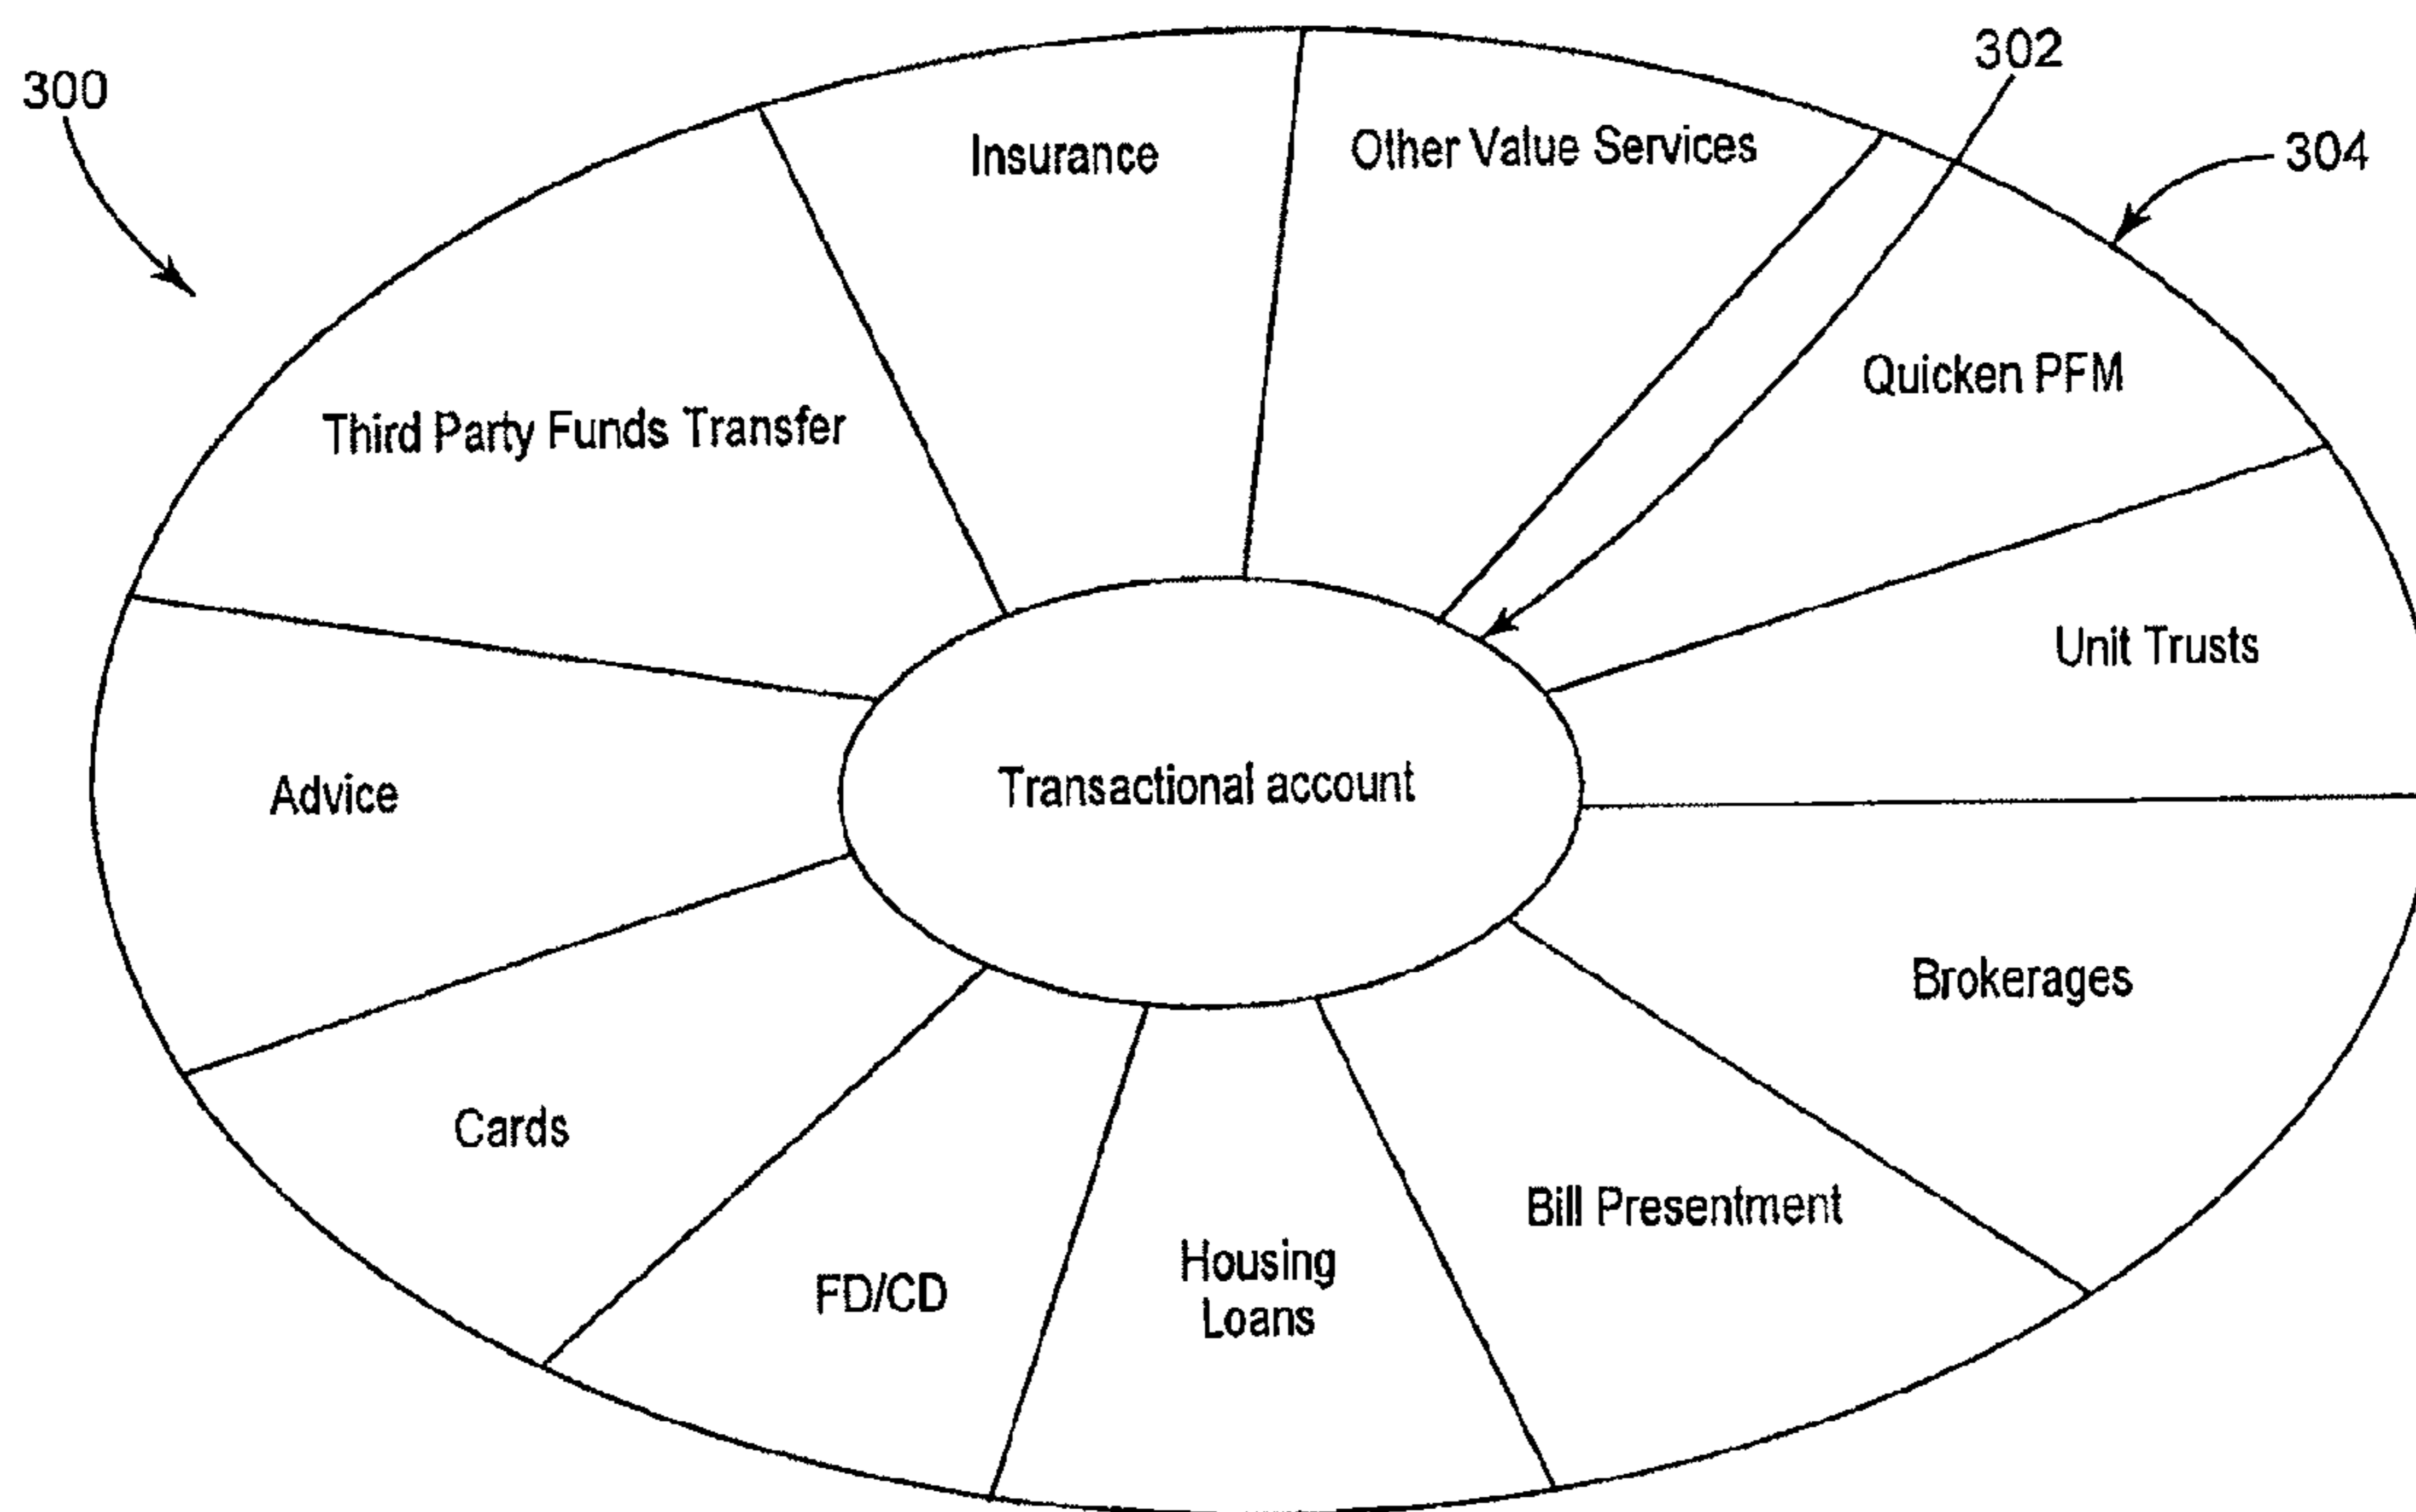 300
302
304
Insurance
Other Value Services
Quicken PFM
Third Party Funds Transfer
Unit Trusts
Transactional account
Advice
Brokerages
Cards
Bill Presentment
FD/CD
Housing
Loans